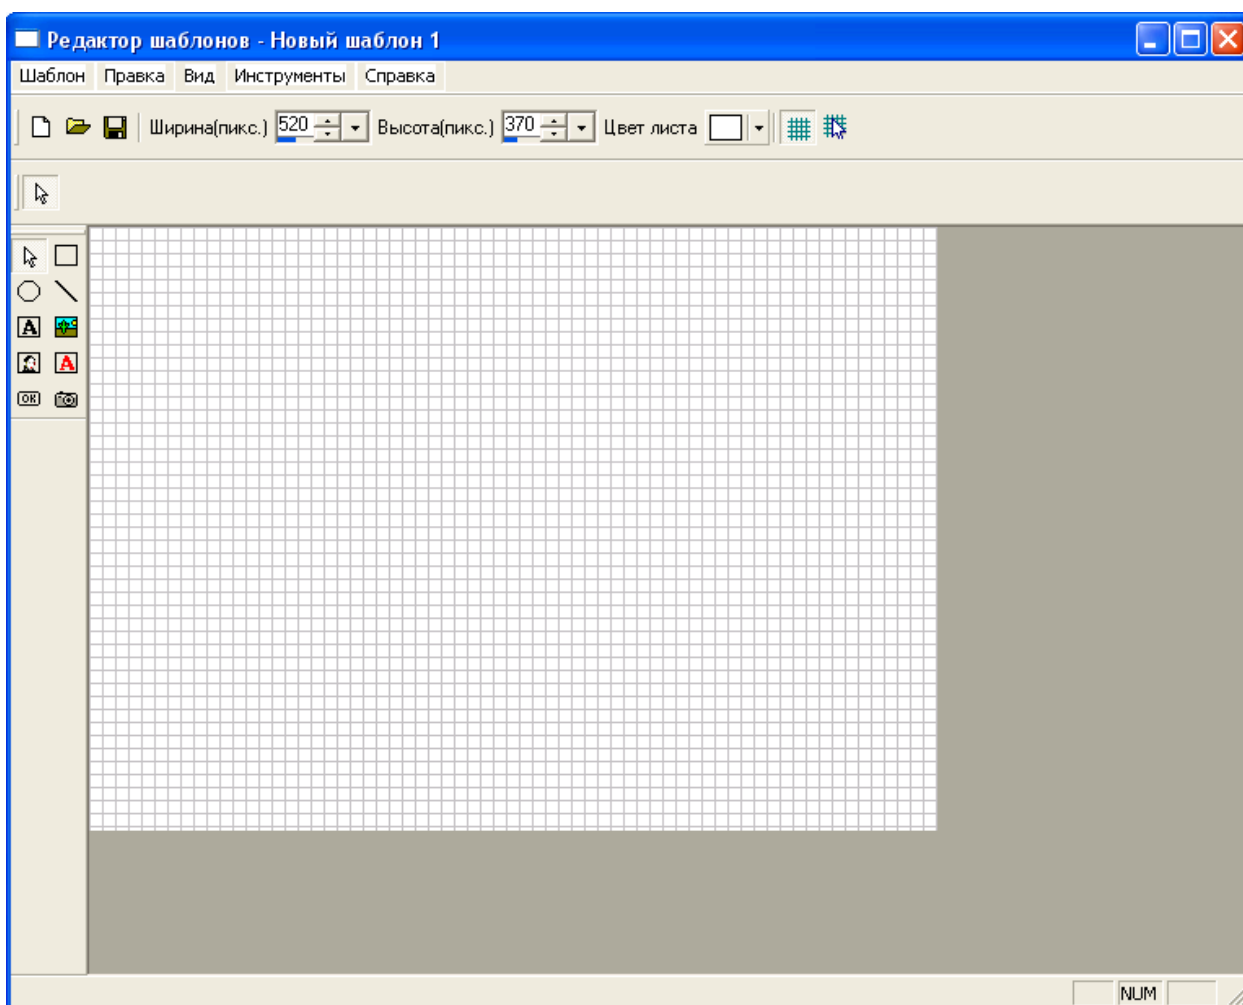 Редактор шаблонов - Новый шаблон 1
Шаблон Правка Вид Инструменты Справка
Ширина(пикс.) 520 Высота(пикс.) 370 Цвет листа
A
A
OK
NUM